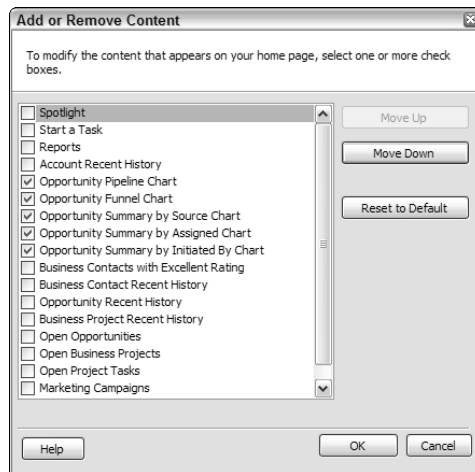 Add or Remove Content
To modify the content that appears on your home page, select one or more check
boxes.
Spotlight
Start a Task
Reports
Account Recent History
Opportunity Pipeline Chart
Opportunity Funnel Chart
Opportunity Summary by Source Chart
Opportunity Summary by Assigned Chart
Opportunity Summary by Initiated By Chart
Business Contacts with Excellent Rating
Business Contact Recent History
Opportunity Recent History
Business Project Recent History
Open Opportunities
Open Business Projects
Open Project Tasks
Marketing Campaigns
Move Up
Move Down
Reset to Default
Help
OK
Cancel